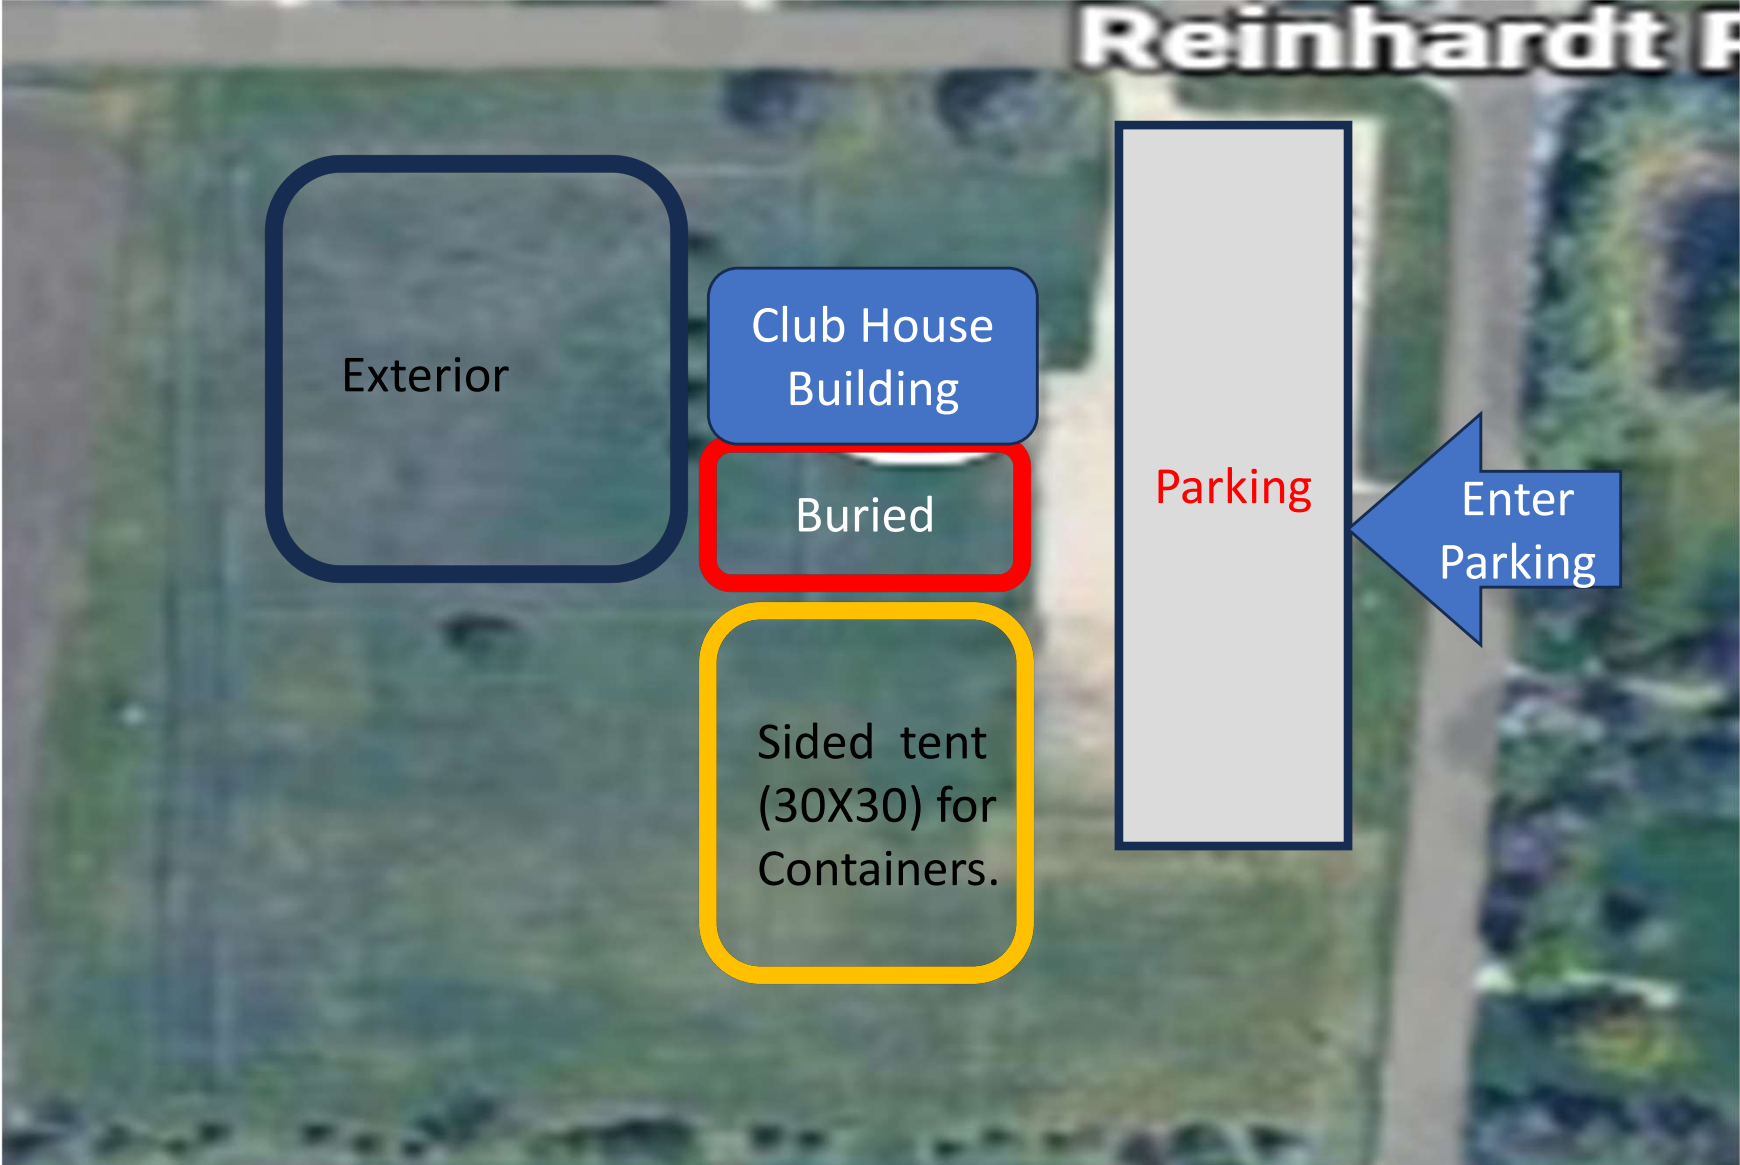 Reinhardt
Exterior
Club House
Building
Buried
Parking
Enter
Parking
Sided tent
(30X30) for
Containers.